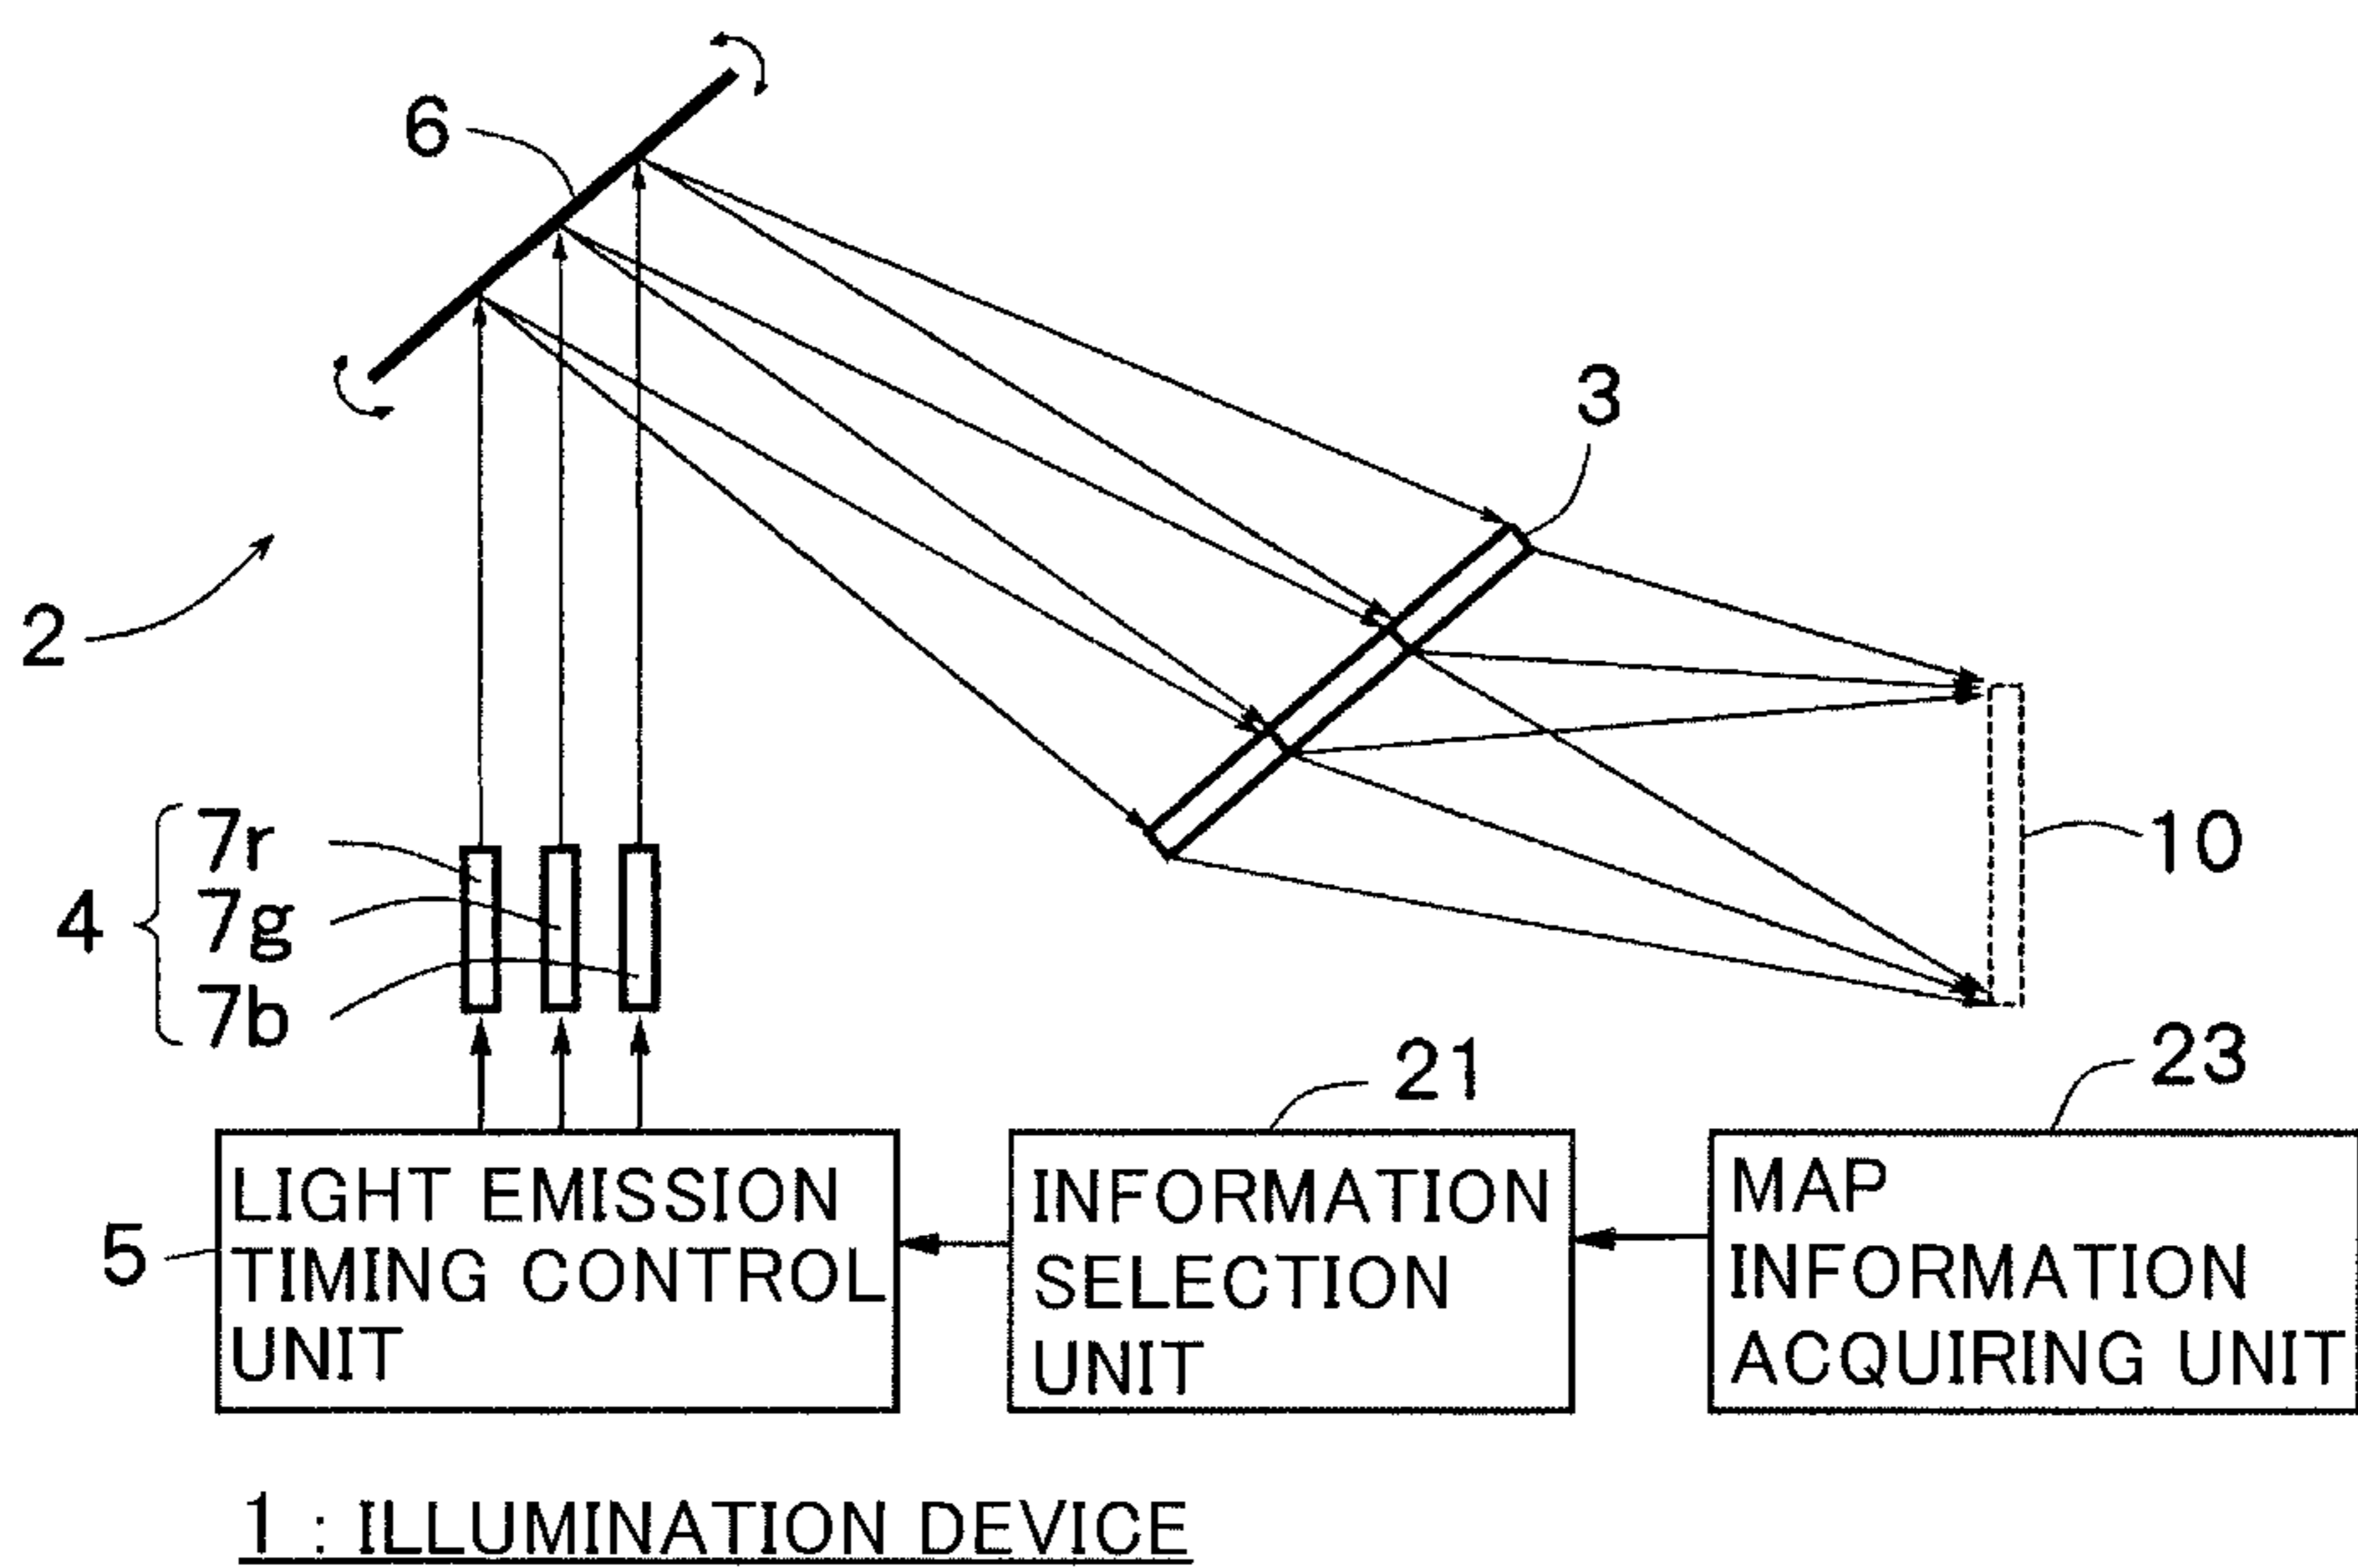 6
3
2
10
4
7r
7g
7b
21
23
5
LIGHT EMISSION
TIMING CONTROL
UNIT
INFORMATION
SELECTION
UNIT
MAP
INFORMATION
ACQUIRING UNIT
1 : ILLUMINATION DEVICE